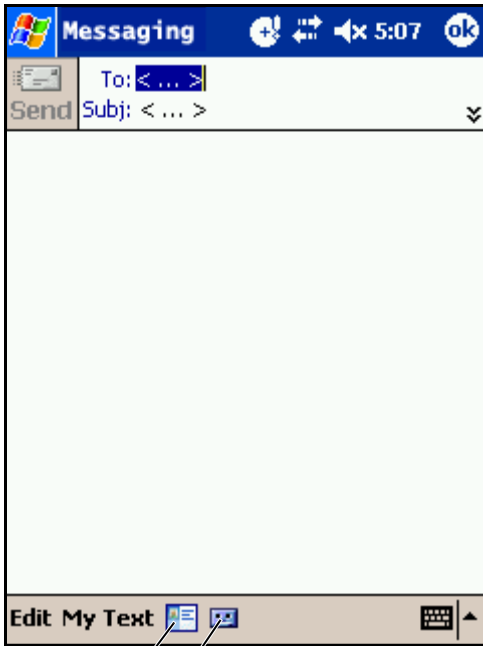 Messaging 5:07 ok
To: < ... >
Send Subj: < ... >
Edit My Text